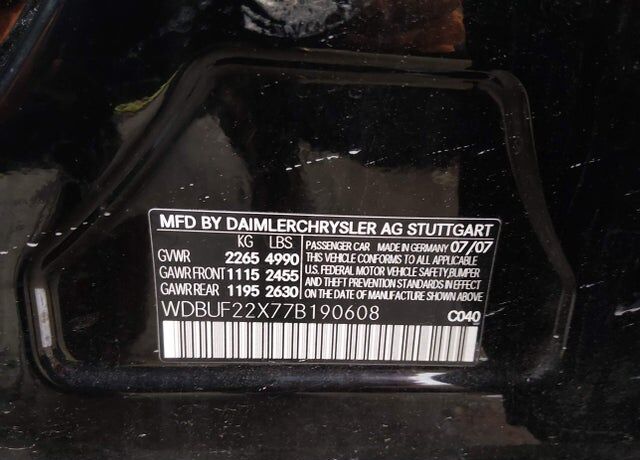 MFD BY DAIMLERCHRYSLER AG STUTTGART
KG LBS
GVWR 2265 4990
GAWR FRONT 1115 2455
GAWR REAR 1195 2630
PASSENGER CAR MADE IN GERMANY 07/07
THIS VEHICLE CONFORMS TO ALL APPLICABLE
U.S. FEDERAL MOTOR VEHICLE SAFETY, BUMPER
AND THEFT PREVENTION STANDARDS IN EFFECT
ON THE DATE OF MANUFACTURE SHOWN ABOVE
WDBUF22X77B190608 C040